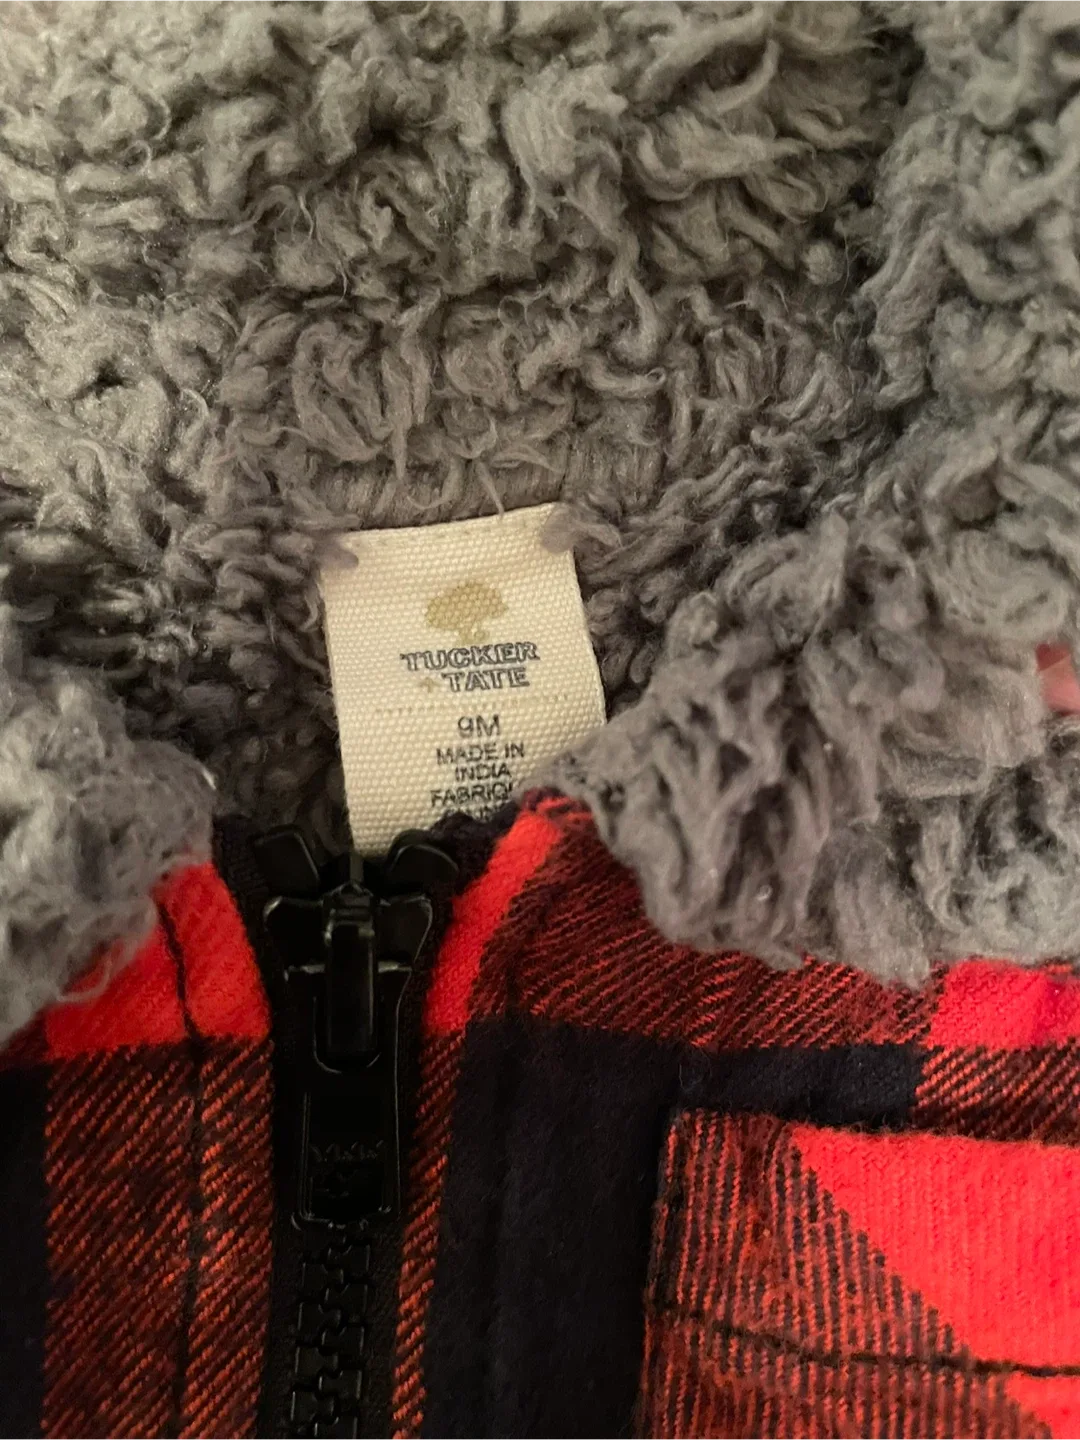 TUCKER
+ TATE
9M
MADE IN
INDIA